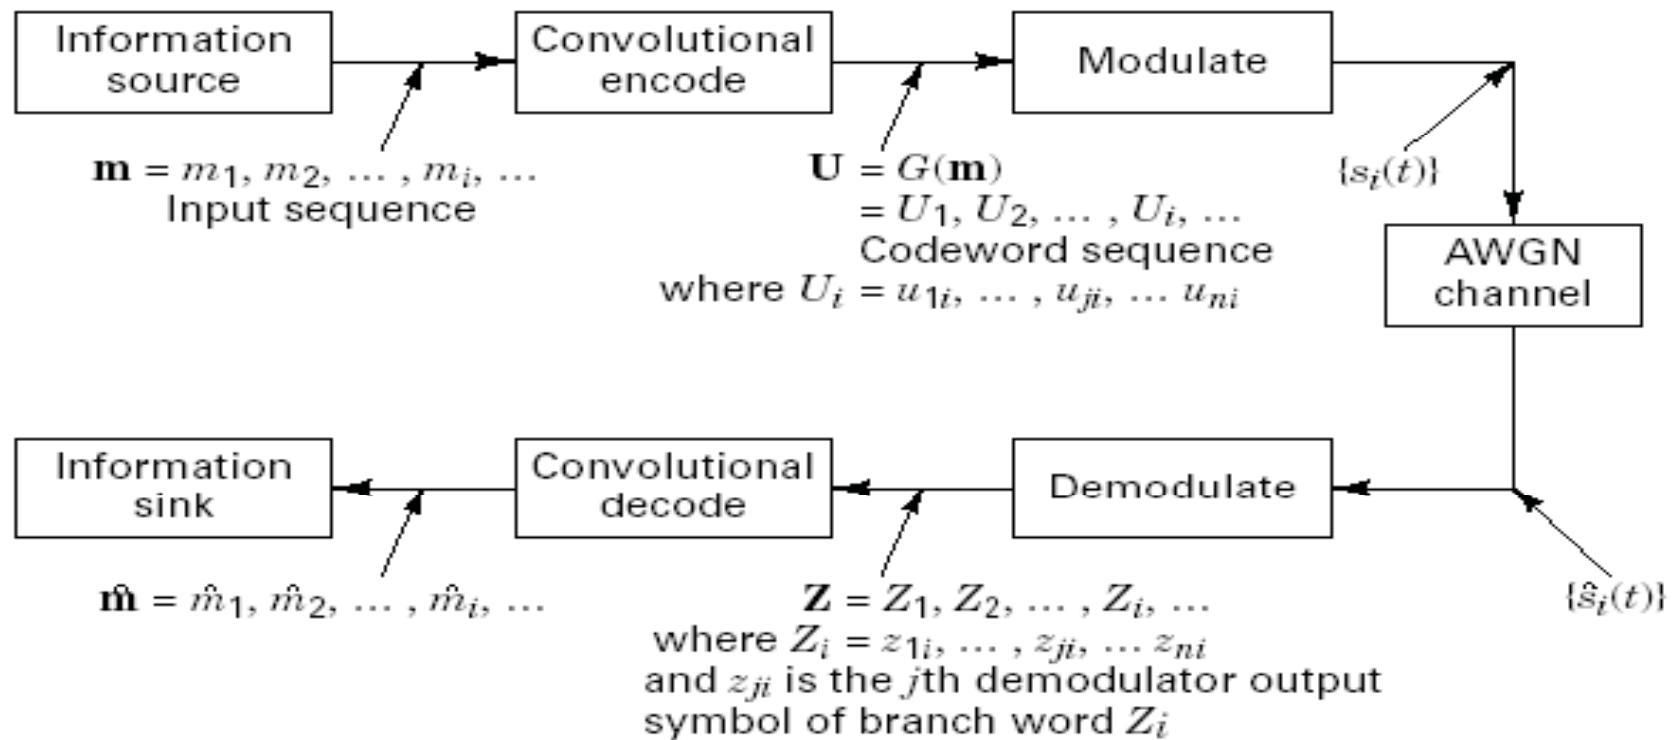 Information
source
Convolutional
encode
Modulate
m = m1, m2, ... , mi, ...
Input sequence
U = G(m)
= U1, U2, ... , Ui, ...
Codeword sequence
where Ui = u1i, ... , uji, ... uni
{si(t)}
AWGN
channel
Information
sink
Convolutional
decode
Demodulate
m̂ = m̂1, m̂2, ... , m̂i, ...
Z = Z1, Z2, ... , Zi, ...
where Zi = z1i, ... , zji, ... zni
and zji is the jth demodulator output
symbol of branch word Zi
{ŝi(t)}